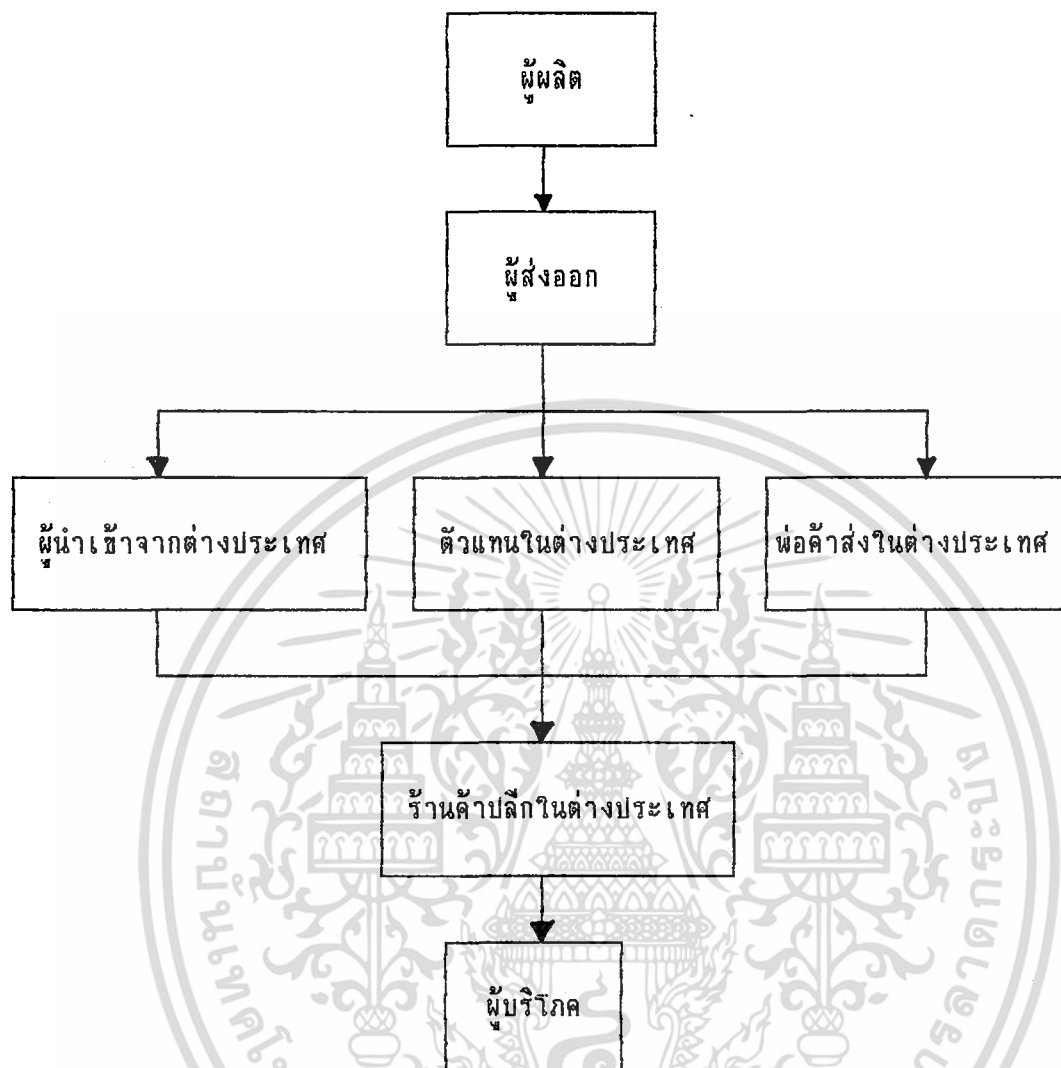 ผู้ผลิต
ผู้ส่งออก
ผู้นำเข้าจากต่างประเทศ
ตัวแทนในต่างประเทศ
พ่อค้าส่งในต่างประเทศ
ร้านค้าปลีกในต่างประเทศ
ผู้บริโภค